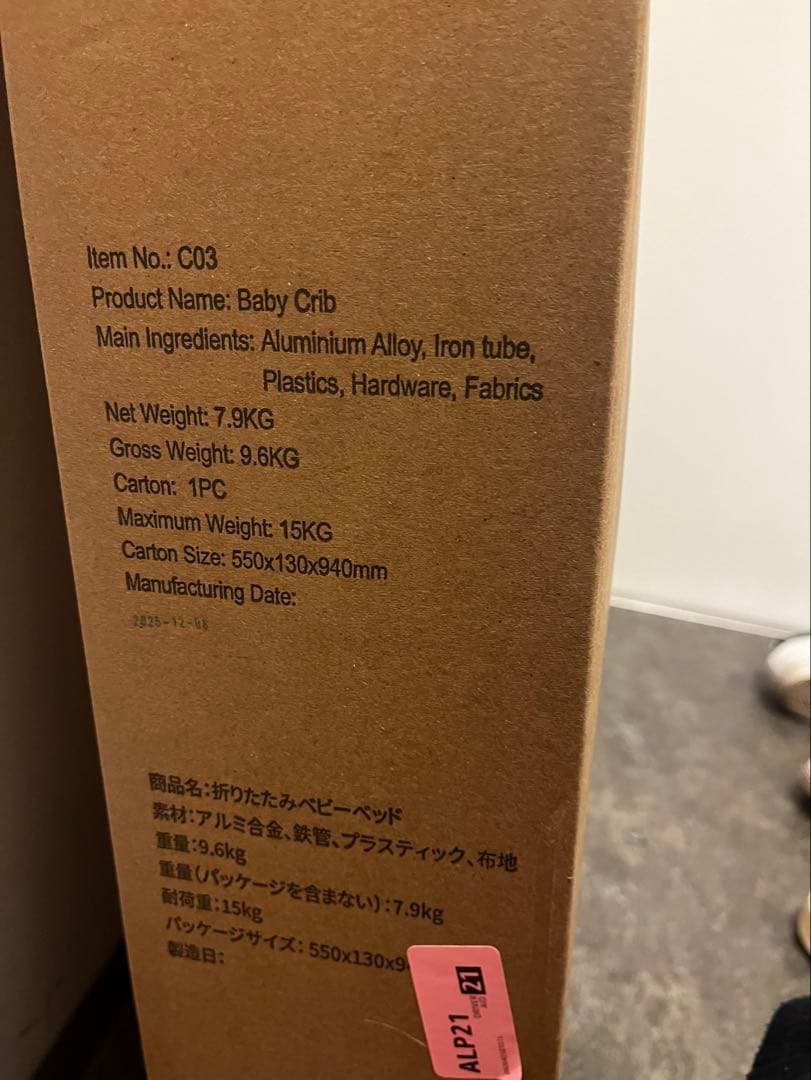 Item No.: C03
Product Name: Baby Crib
Main Ingredients: Aluminium Alloy, Iron tube,
Plastics, Hardware, Fabrics
Net Weight: 7.9KG
Gross Weight: 9.6KG
Carton: 1PC
Maximum Weight: 15KG
Carton Size: 550x130x940mm
Manufacturing Date:
商品名：折りたたみベビーベッド
素材：アルミ合金、鉄管、プラスティック、布地
重量：9.6kg
重量（パッケージを含まない）：7.9kg
耐荷重：15kg
パッケージサイズ：550x130x9
製造日：
ALP21
DRIVER
AID
21